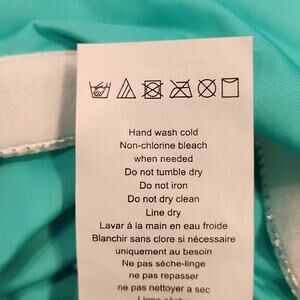 Hand wash cold
Non-chlorine bleach
when needed
Do not tumble dry
Do not iron
Do not dry clean
Line dry
Lavar à la main en eau froide
Blanchir sans clore si nécessaire
uniquement au besoin
Ne pas sèche-linge
ne pas repasser
ne pas nettoyer a sec
Ligne sèche